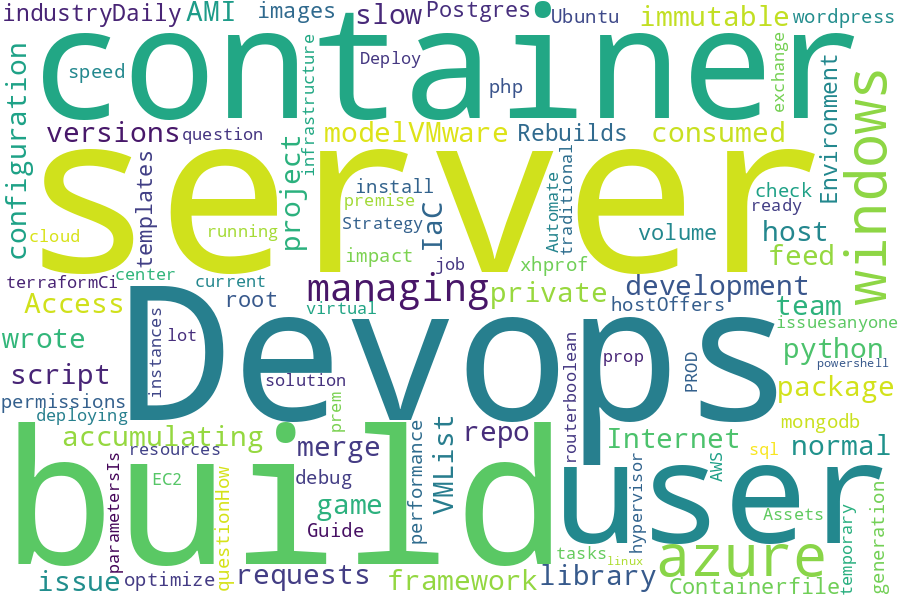 industryDaily
AMI
images
slow
Postgres
Ubuntu
immutable
wordpress
container
speed
Deploy
php
exchange
infrastructure
configuration
versions
question
modelVMware
Rebuilds
consumed
windows
Environment
server
templates
project
install
premise
Strategy
IaC
Automate
traditional
check
ready
cloud
running
volume
host
impact
job
xhprof
feed
terraformCi
center
current
managing
private
development
Access
root
virtual
hostOffers
team
issuesanyone
wrote
instances
lot
Devops
routerboolean
prop
PROD
python
powershell
script
solution
package
permissions
deploying
prem
mongodb
accumulating
resources
merge
performance
VMList
repo
Internet
sql
normal
build
user
parametersIs
EC2
questionHow
debug
game
Guide
hypervisor
AWS
Assets
temporary
generation
azure
tasks
linux
issue
optimize
requests
framework
library
Containerfile